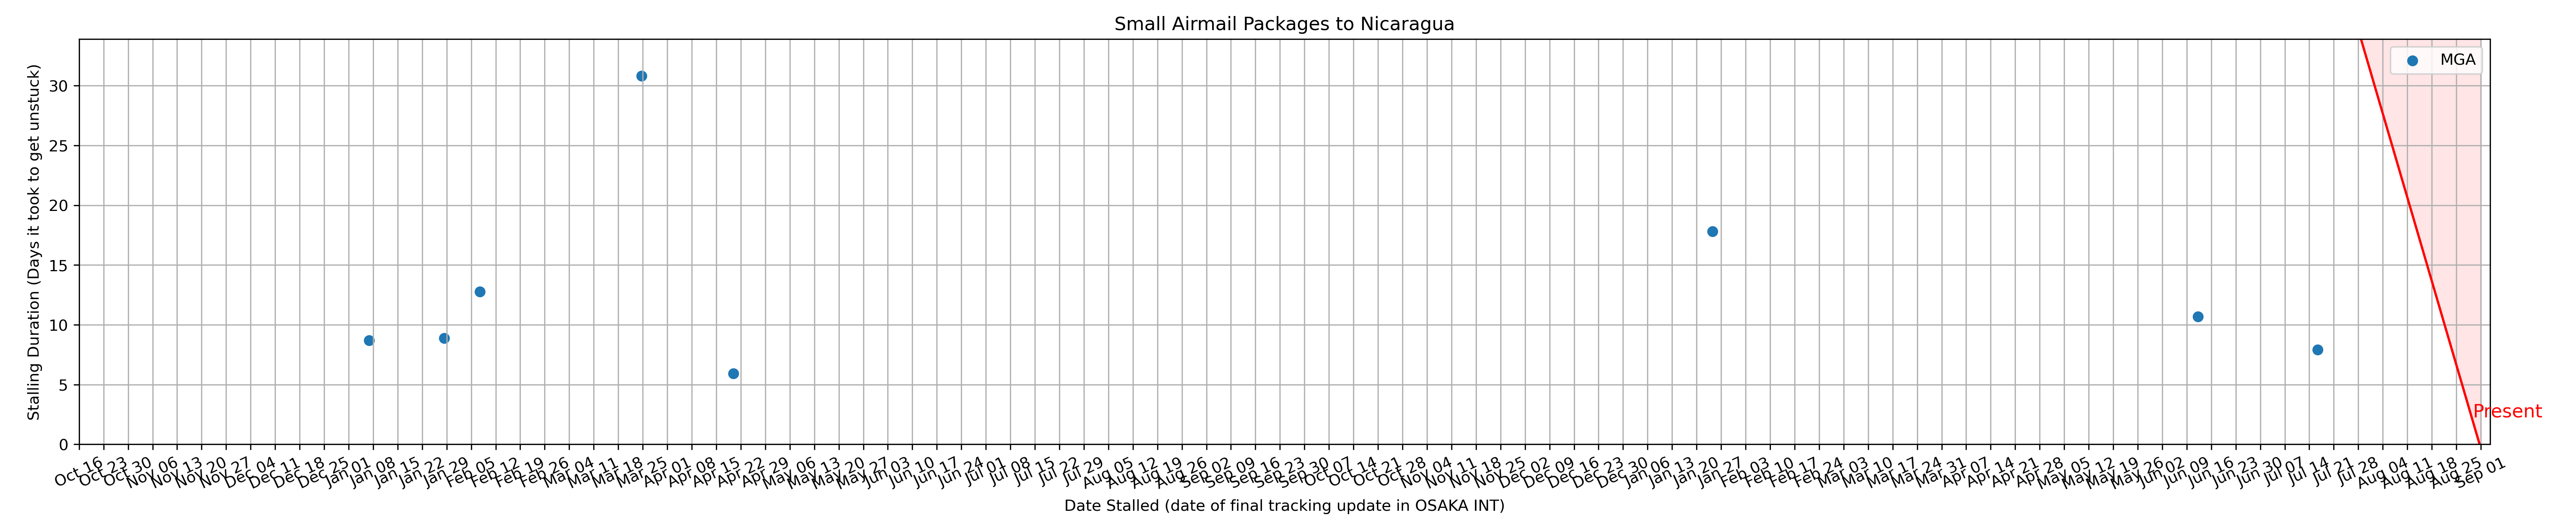 Small Airmail Packages to Nicaragua
MGA
Stalling Duration (Days it took to get unstuck)
30
25
20
15
10
5
0
Present
Oct 16
Oct 23
Oct 30
Nov 06
Nov 13
Nov 20
Nov 27
Dec 04
Dec 11
Dec 18
Dec 25
Jan 01
Jan 08
Jan 15
Jan 22
Jan 29
Feb 05
Feb 12
Feb 19
Feb 26
Mar 04
Mar 11
Mar 18
Mar 25
Apr 01
Apr 08
Apr 15
Apr 22
Apr 29
May 06
May 13
May 20
May 27
Jun 03
Jun 10
Jun 17
Jun 24
Jul 01
Jul 08
Jul 15
Jul 22
Jul 29
Aug 05
Aug 12
Aug 19
Aug 26
Sep 02
Sep 09
Sep 16
Sep 23
Sep 30
Oct 07
Oct 14
Oct 21
Oct 28
Nov 04
Nov 11
Nov 18
Nov 25
Dec 02
Dec 09
Dec 16
Dec 23
Dec 30
Jan 06
Jan 13
Jan 20
Jan 27
Feb 03
Feb 10
Feb 17
Feb 24
Mar 03
Mar 10
Mar 17
Mar 24
Mar 31
Apr 07
Apr 14
Apr 21
Apr 28
May 05
May 12
May 19
May 26
Jun 02
Jun 09
Jun 16
Jun 23
Jun 30
Jul 07
Jul 14
Jul 21
Jul 28
Aug 04
Aug 11
Aug 18
Aug 25
Sep 01
Date Stalled (date of final tracking update in OSAKA INT)